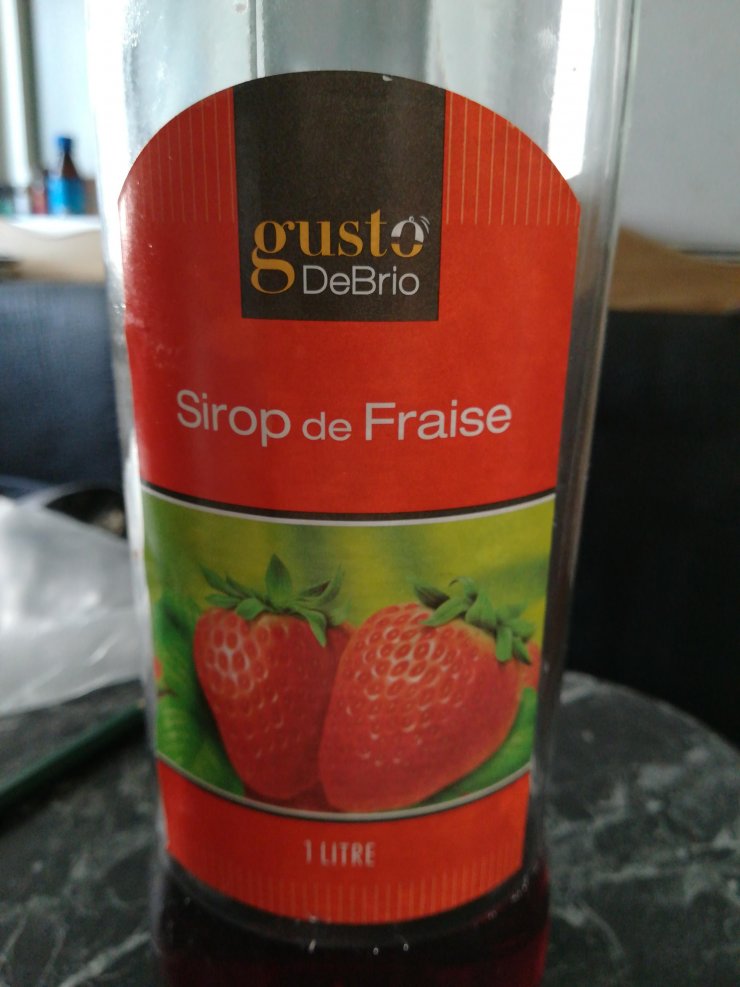 gusto
DeBrio
Sirop de Fraise
1 LITRE